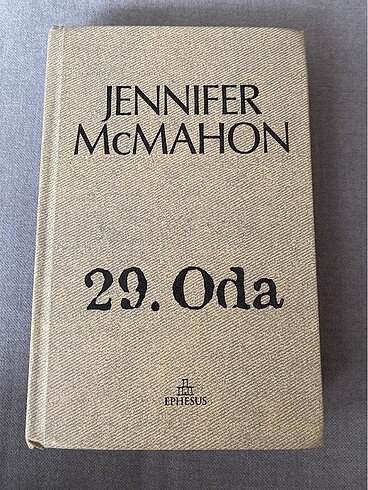 JENNIFER
McMAHON
29. Oda
EPHESUS